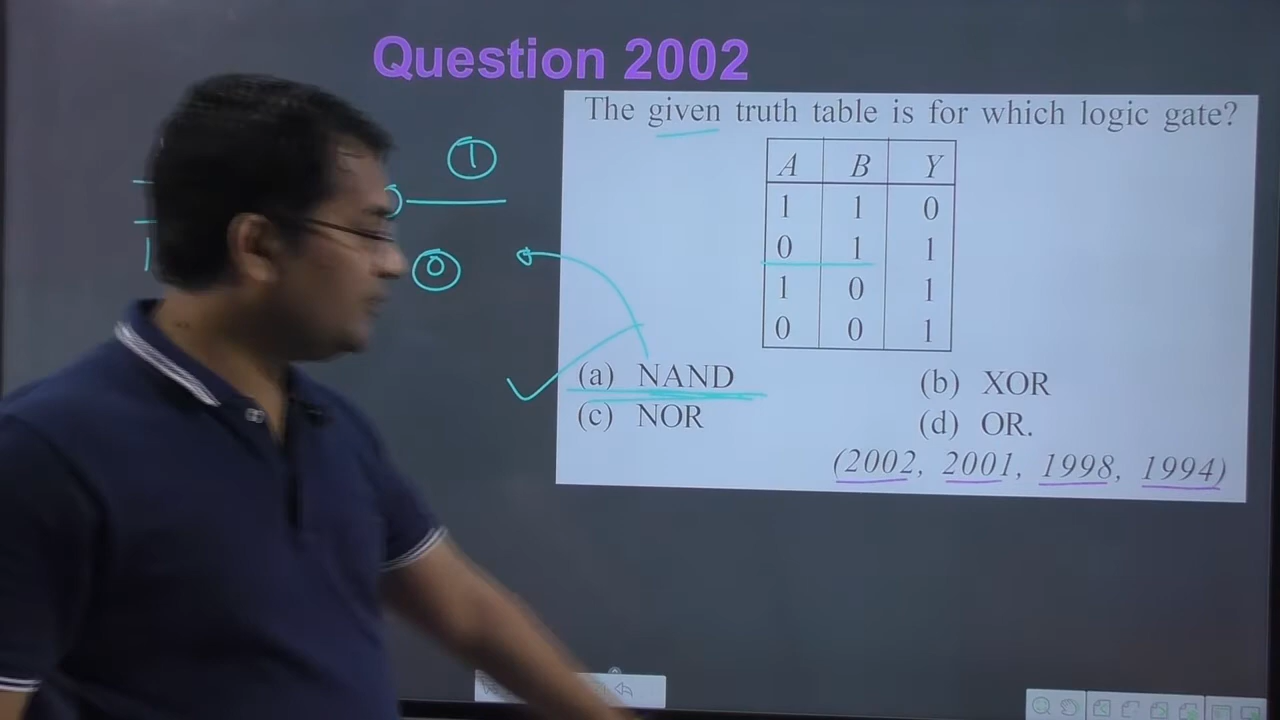 Question 2002
The given truth table is for which logic gate?
A B Y
1 1 0
0 1 1
1 0 1
0 0 1
(a) NAND (b) XOR
(c) NOR (d) OR.
(2002, 2001, 1998, 1994)
1
0
1